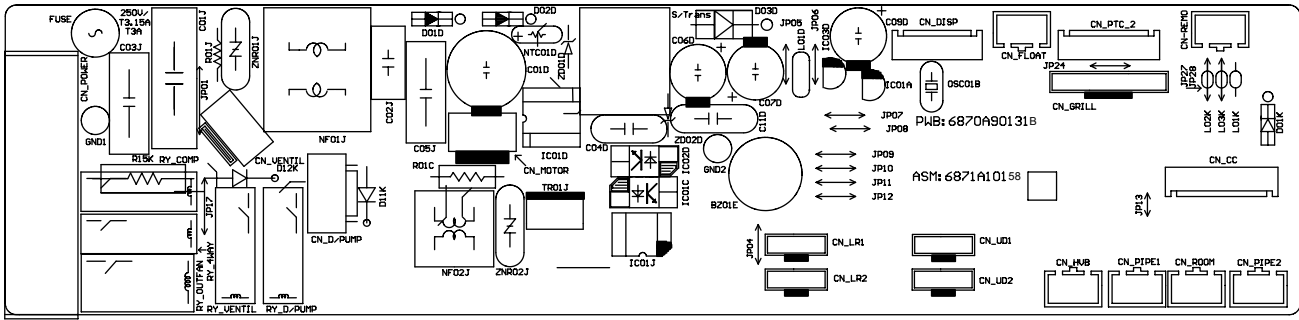 FUSE
250V/
T3.15A
T3A
C01J
C03J
R01J
ZNR01J
CN_POWER
GND1
JP01
R15K
RY_COMP
CN_VENTIL
D12K
JP17
RY_4WAY
RY_OUTFAN
RY_VENTIL
RY_D/PUMP
CN_D/PUMP
D11K
NF01J
C02J
D01D
D02D
NTC01D
ZD01D
C01D
C05J
R01C
IC01D
CN_MOTOR
TR01J
NF02J
ZNR02J
S/Trans
C06D
C04D
ZD02D
IC02D
IC01C
IC01J
D03D
JP05
L01D
JP06
IC03D
C09D
C07D
C11D
GND2
BZ01E
IC01A
CN_DISP
OSC01B
JP07
JP08
JP09
JP10
JP11
JP12
JP04
CN_LR1
CN_LR2
CN_UD1
CN_UD2
PWB:6870A90131B
ASM:6871A10158
CN_FLOAT
CN_PTC_2
JP24
CN_GRILL
CN-REMO
JP27
JP28
L02K
L03K
L01K
D01K
CN_CC
JP13
CN_HVB
CN_PIPE1
CN_ROOM
CN_PIPE2